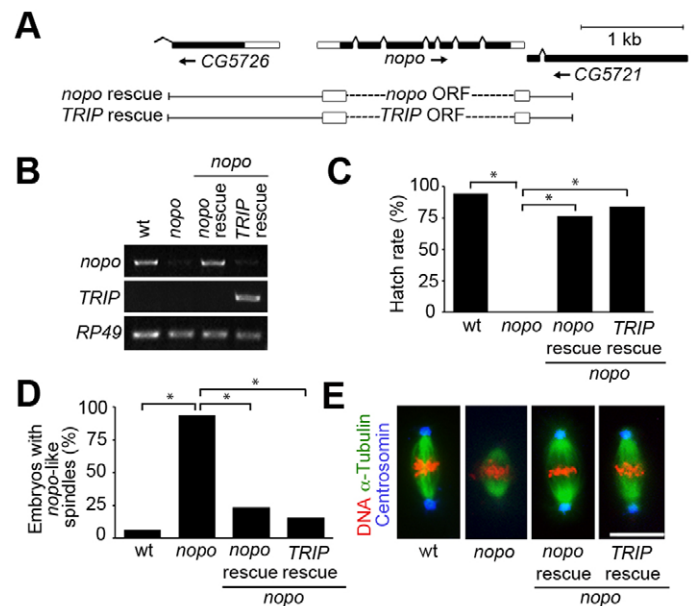 A
CG5726
nopo
1 kb
CG5721
nopo rescue
nopo ORF
TRIP rescue
TRIP ORF
B
nopo
wt
nopo
nopo
rescue
TRIP
rescue
nopo
TRIP
RP49
C
Hatch rate (%)
100
75
50
25
0
*
*
*
wt
nopo
nopo
rescue
TRIP
rescue
nopo
D
Embryos with
nopo-like
spindles (%)
100
75
50
25
0
*
*
*
wt
nopo
nopo
rescue
TRIP
rescue
nopo
E
DNA α-Tubulin
Centrosomin
wt
nopo
nopo
rescue
TRIP
rescue
nopo